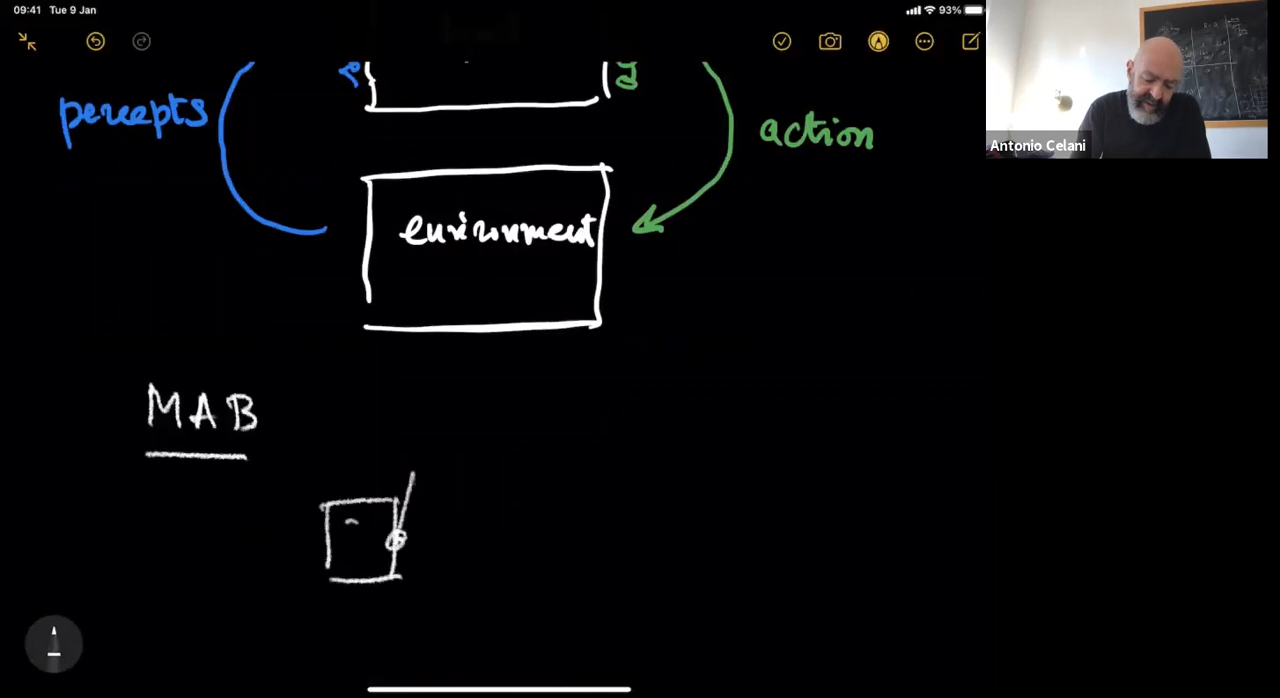 09:41 Tue 9 Jan
93%
percepts
action
Antonio Celani
environment
MAB